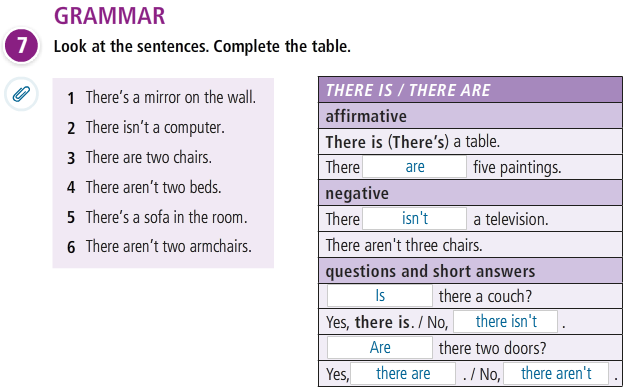 GRAMMAR
7 Look at the sentences. Complete the table.
1 There's a mirror on the wall.
2 There isn't a computer.
3 There are two chairs.
4 There aren't two beds.
5 There's a sofa in the room.
6 There aren't two armchairs.
THERE IS / THERE ARE
affirmative
There is (There's) a table.
There are five paintings.
negative
There isn't a television.
There aren't three chairs.
questions and short answers
Is there a couch?
Yes, there is. / No, there isn't .
Are there two doors?
Yes, there are . / No, there aren't .